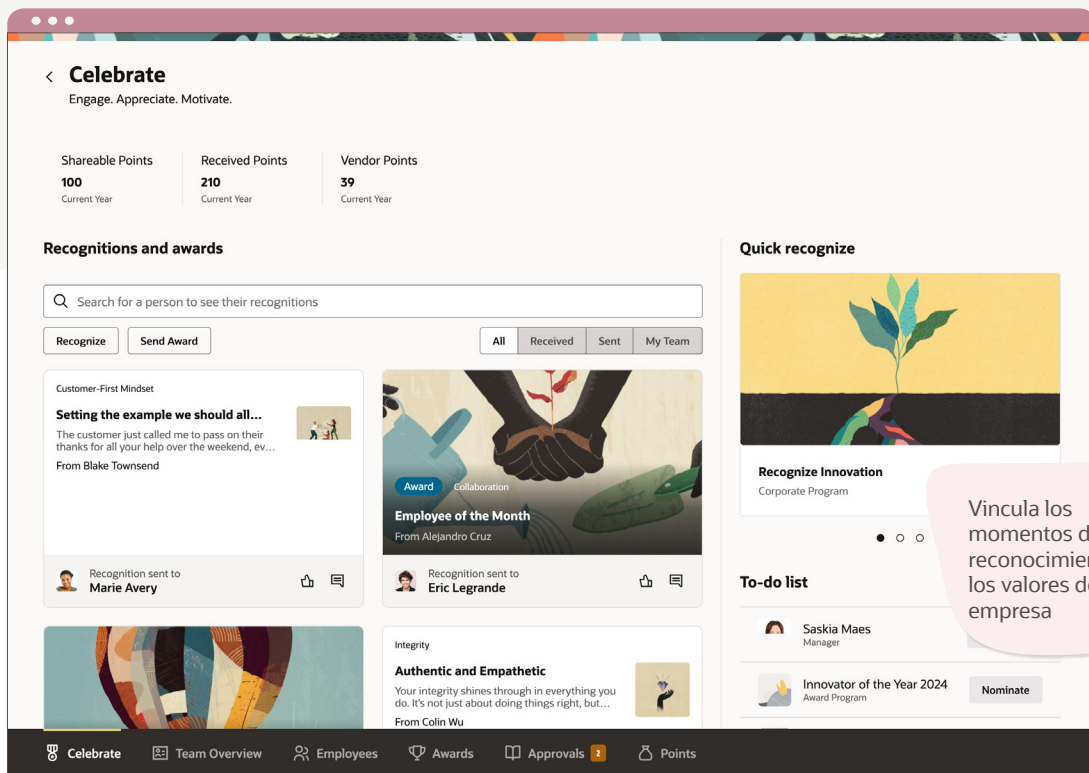 Celebrate
Engage. Appreciate. Motivate.
Shareable Points
100
Current Year
Received Points
210
Current Year
Vendor Points
39
Current Year
Recognitions and awards
Search for a person to see their recognitions
Recognize
Send Award
All
Received
Sent
My Team
Customer-First Mindset
Setting the example we should all...
The customer just called me to pass on their
thanks for all your help over the weekend, ev...
From Blake Townsend
Recognition sent to
Marie Avery
Award
Collaboration
Employee of the Month
From Alejandro Cruz
Recognition sent to
Eric Legrande
Integrity
Authentic and Empathetic
Your integrity shines through in everything you
do. It's not just about doing things right, but...
From Colin Wu
Quick recognize
Recognize Innovation
Corporate Program
Vincula los
momentos
los valores
empresa
To-do list
Saskia Maes
Manager
Innovator of the Year 2024
Award Program
Nominate
Celebrate
Team Overview
Employees
Awards
Approvals 2
Points